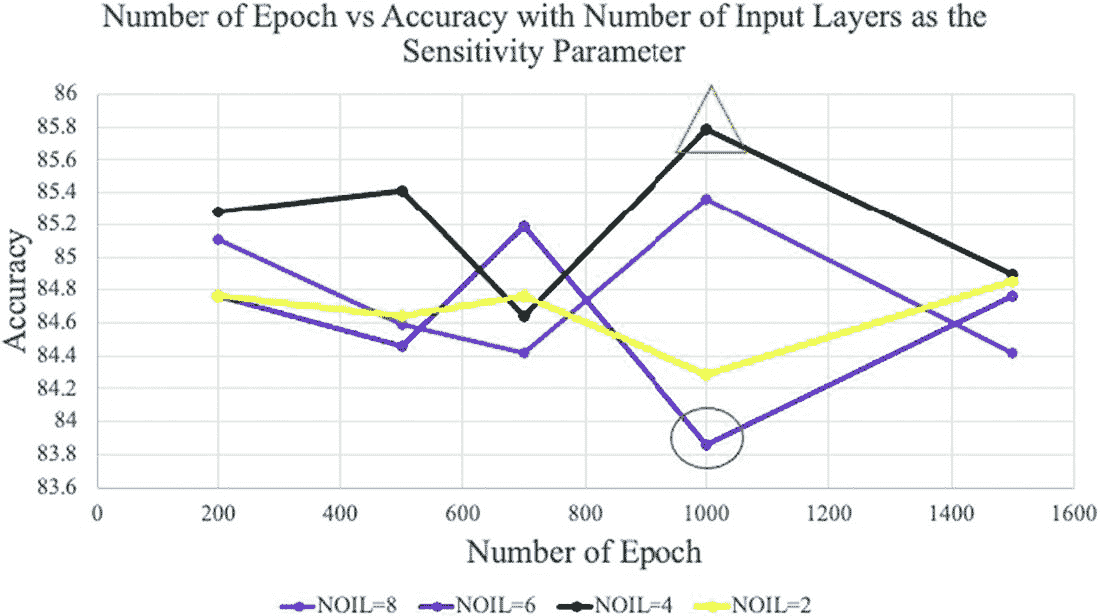 Number of Epoch vs Accuracy with Number of Input Layers as the
Sensitivity Parameter
Accuracy
86
85.8
85.6
85.4
85.2
85
84.8
84.6
84.4
84.2
84
83.8
83.6
0 200 400 600 800 1000 1200 1400 1600
Number of Epoch
NOIL=8 NOIL=6 NOIL=4 NOIL=2